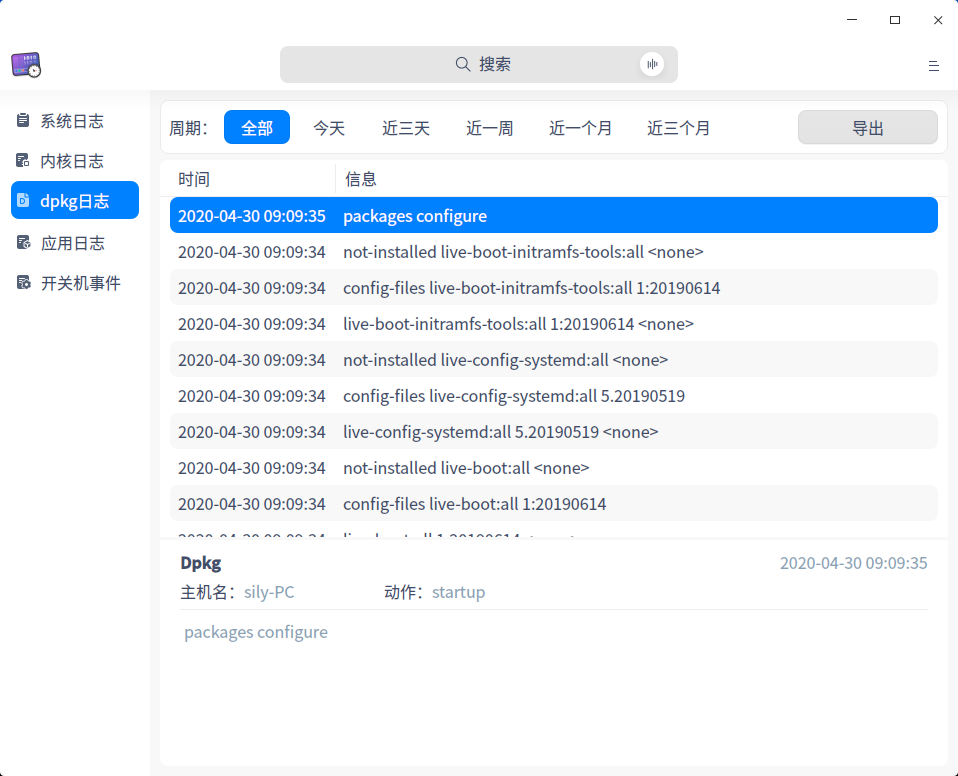 搜索
系统日志
内核日志
dpkg日志
应用日志
开关机事件
周期： 全部 今天 近三天 近一周 近一个月 近三个月 导出
时间 信息
2020-04-30 09:09:35 packages configure
2020-04-30 09:09:34 not-installed live-boot-initramfs-tools:all <none>
2020-04-30 09:09:34 config-files live-boot-initramfs-tools:all 1:20190614
2020-04-30 09:09:34 live-boot-initramfs-tools:all 1:20190614 <none>
2020-04-30 09:09:34 not-installed live-config-systemd:all <none>
2020-04-30 09:09:34 config-files live-config-systemd:all 5.20190519
2020-04-30 09:09:34 live-config-systemd:all 5.20190519 <none>
2020-04-30 09:09:34 not-installed live-boot:all <none>
2020-04-30 09:09:34 config-files live-boot:all 1:20190614
Dpkg 2020-04-30 09:09:35
主机名： sily-PC 动作： startup
packages configure